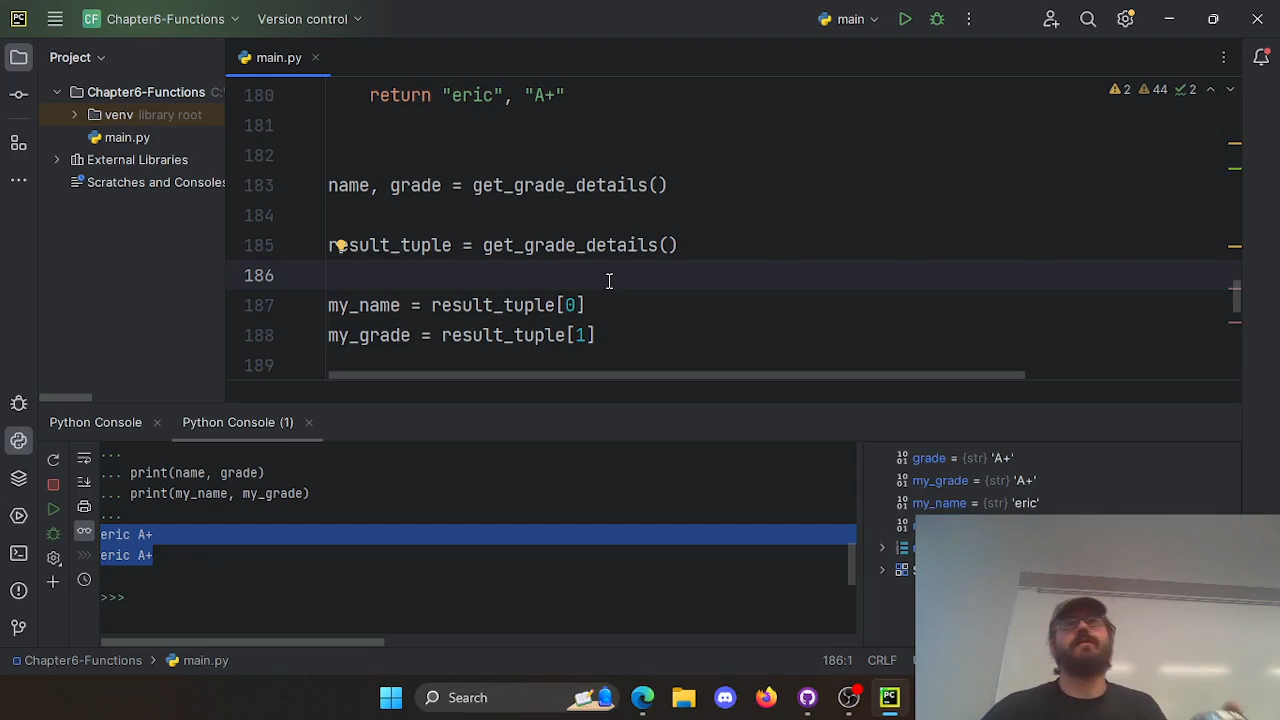 PC
CF Chapter6-Functions
Version control
main
Project
main.py
Chapter6-Functions C:\
venv library root
main.py
External Libraries
Scratches and Consoles
2 44 2
180 return "eric", "A+"
181
182
183 name, grade = get_grade_details()
184
185 result_tuple = get_grade_details()
186
187 my_name = result_tuple[0]
188 my_grade = result_tuple[1]
189
Python Console
Python Console (1)
...
... print(name, grade)
... print(my_name, my_grade)
...
eric A+
eric A+
>>>
grade = {str} 'A+'
my_grade = {str} 'A+'
my_name = {str} 'eric'
Chapter6-Functions
main.py
186:1 CRLF
Search
PC